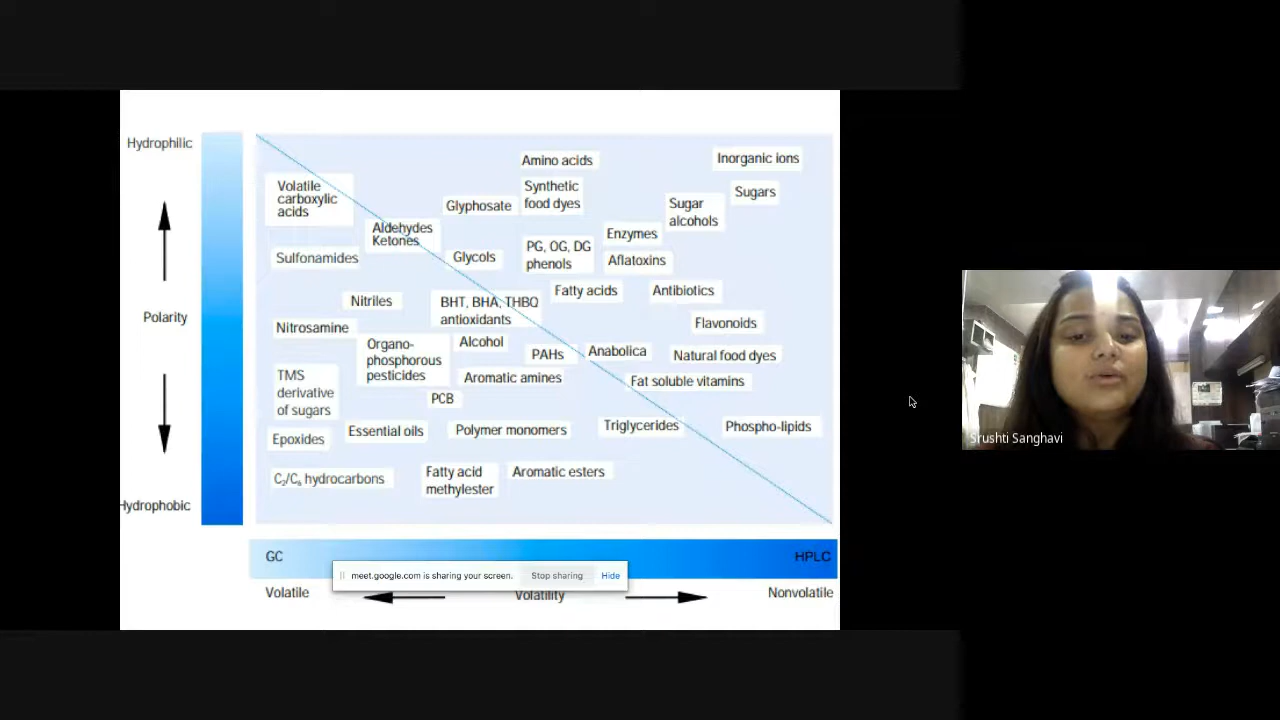 Hydrophilic
Polarity
Hydrophobic
Amino acids
Inorganic ions
Volatile
carboxylic
acids
Synthetic
food dyes
Sugars
Glyphosate
Sugar
alcohols
Aldehydes
Ketones
Enzymes
Sulfonamides
Glycols
PG, OG, DG
phenols
Aflatoxins
Nitriles
BHT, BHA, THBQ
antioxidants
Fatty acids
Antibiotics
Nitrosamine
Flavonoids
Organo-
phosphorous
pesticides
Alcohol
PAHs
Anabolica
Natural food dyes
TMS
derivative
of sugars
Aromatic amines
Fat soluble vitamins
PCB
Epoxides
Essential oils
Polymer monomers
Triglycerides
Phospho-lipids
C₂/C₆ hydrocarbons
Fatty acid
methylester
Aromatic esters
GC
HPLC
meet.google.com is sharing your screen.
Stop sharing
Hide
Volatile
Volatility
Nonvolatile
Srushti Sanghavi